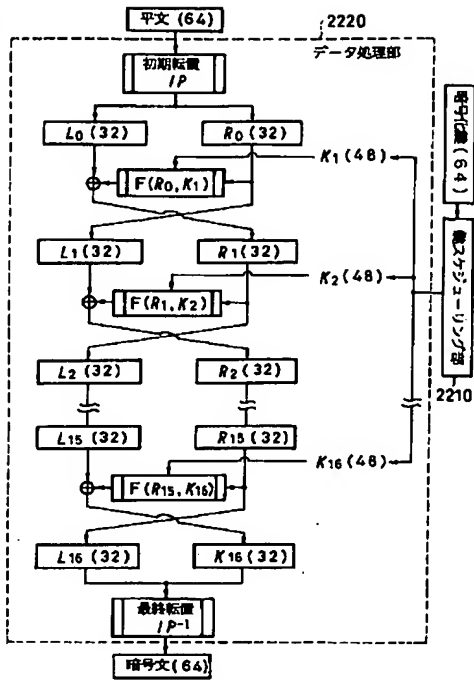 平文(64)
2220
データ処理部
初期転置
IP
L0(32)
R0(32)
K1(48)
F(R0,K1)
L1(32)
R1(32)
K2(48)
F(R1,K2)
L2(32)
R2(32)
L15(32)
R15(32)
K16(48)
F(R15,K16)
L16(32)
K16(32)
最終転置
IP-1
暗号文(64)
暗号化鍵(64)
鍵スケジューリング部
2210